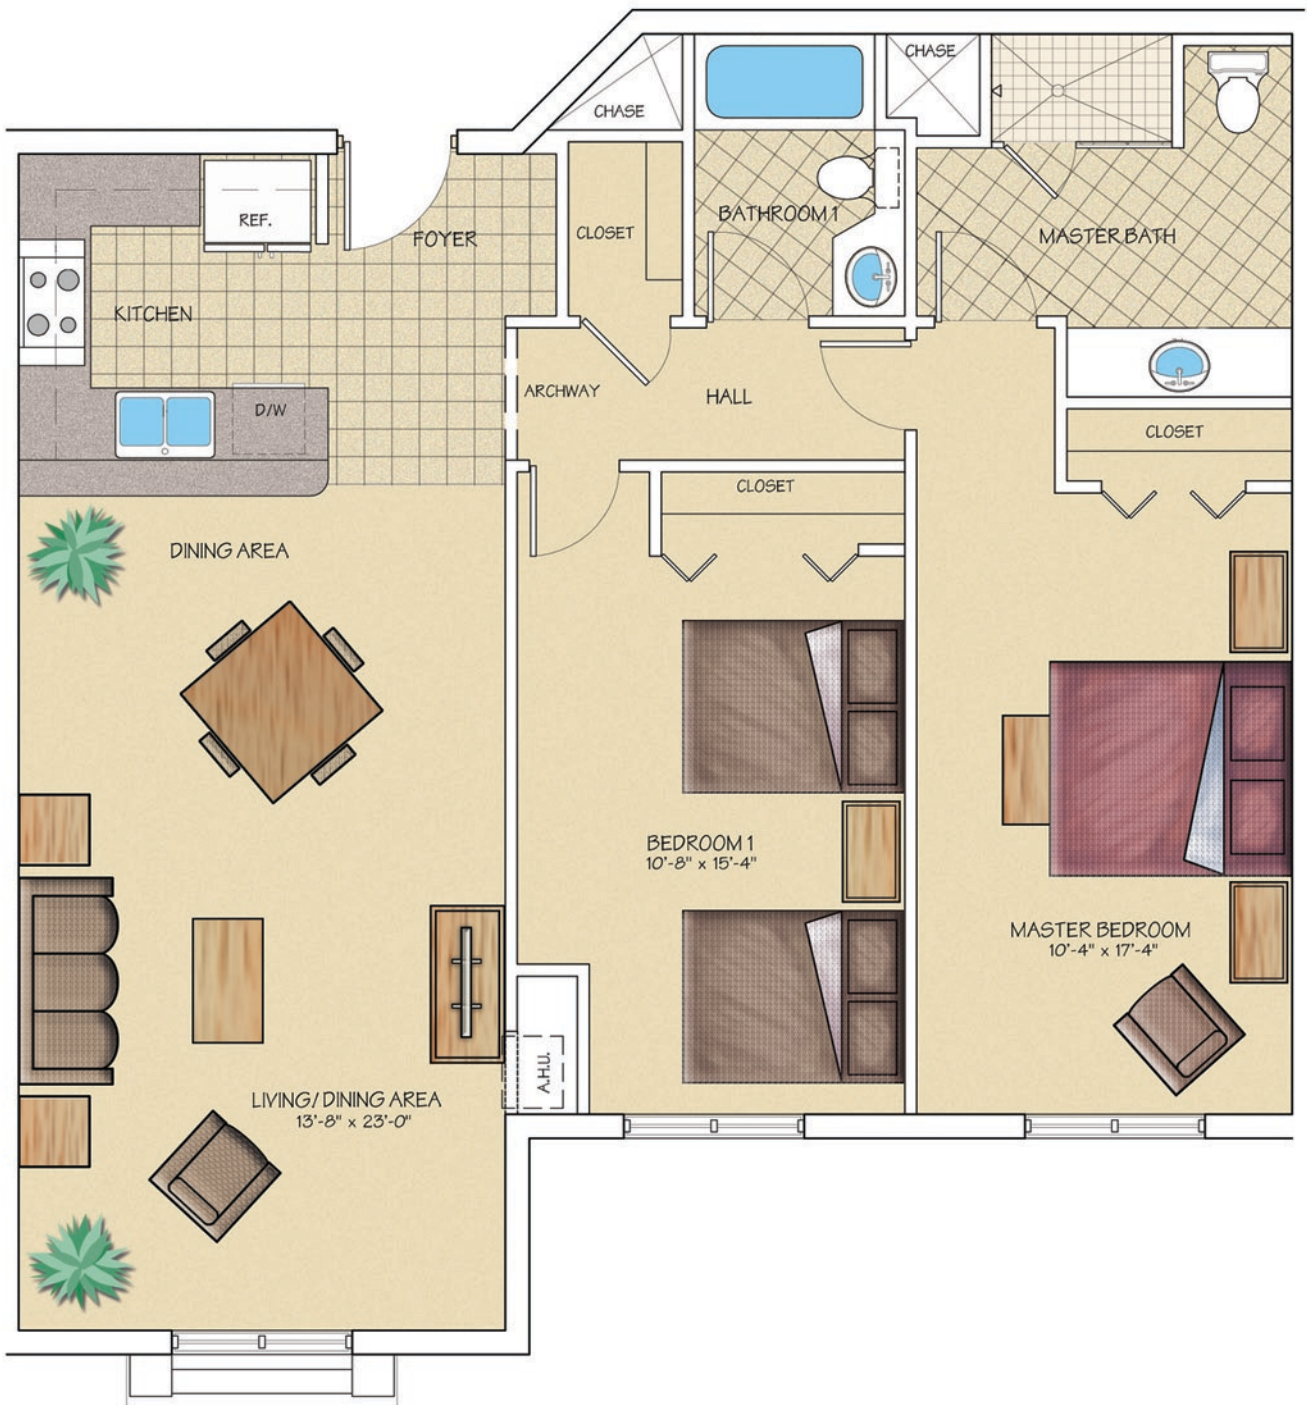 CHASE
CHASE
REF.
FOYER
CLOSET
BATHROOM 1
MASTER BATH
KITCHEN
ARCHWAY
HALL
D/W
CLOSET
CLOSET
DINING AREA
BEDROOM 1
10'-8" x 15'-4"
MASTER BEDROOM
10'-4" x 17'-4"
A.H.U.
LIVING/DINING AREA
13'-8" x 23'-0"